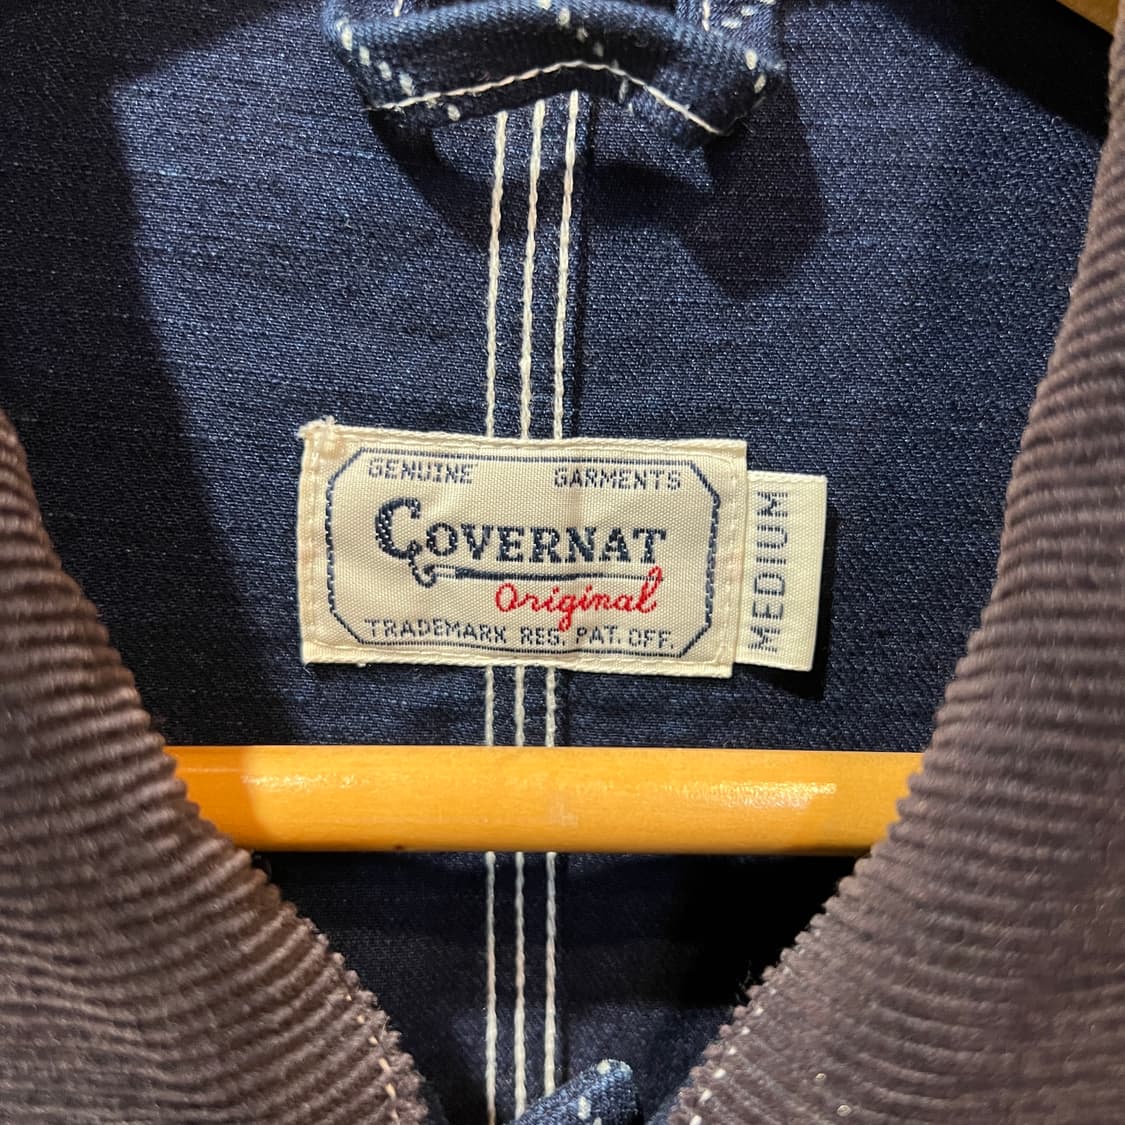 GENUINE GARMENTS
COVERNAT
Original
TRADEMARK REG. PAT. OFF.
MEDIUM